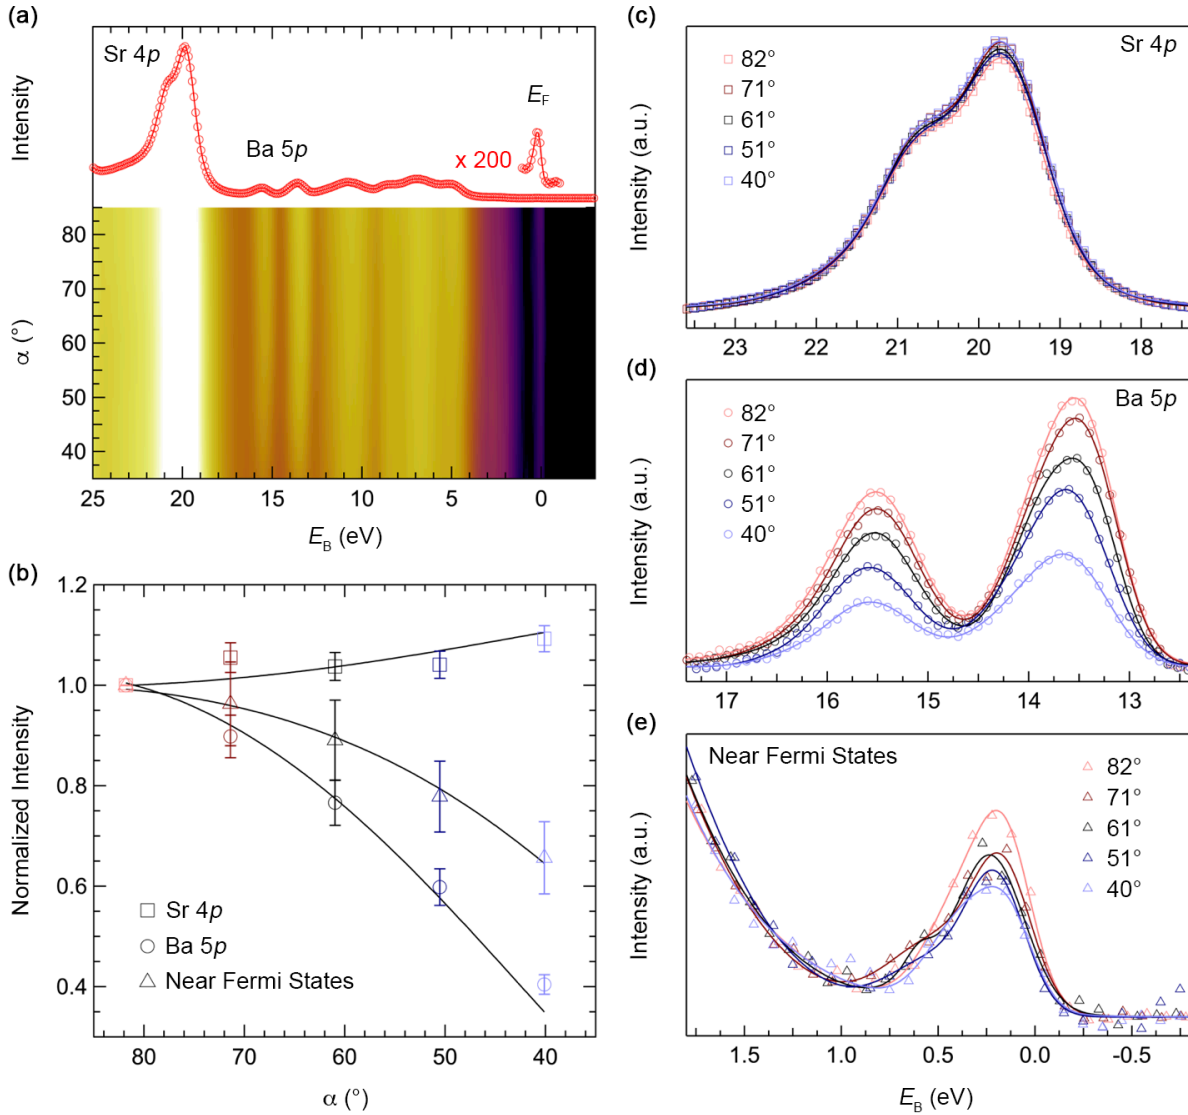 (a)
Sr 4p
Intensity
Ba 5p
x 200
E_F
80
70
60
50
40
α (°)
25 20 15 10 5 0
E_B (eV)
(b)
1.2
1.0
0.8
0.6
0.4
Normalized Intensity
Sr 4p
Ba 5p
Near Fermi States
80 70 60 50 40
α (°)
(c)
Sr 4p
82°
71°
61°
51°
40°
Intensity (a.u.)
23 22 21 20 19 18
(d)
Ba 5p
82°
71°
61°
51°
40°
Intensity (a.u.)
17 16 15 14 13
(e)
Near Fermi States
82°
71°
61°
51°
40°
Intensity (a.u.)
1.5 1.0 0.5 0.0 -0.5
E_B (eV)